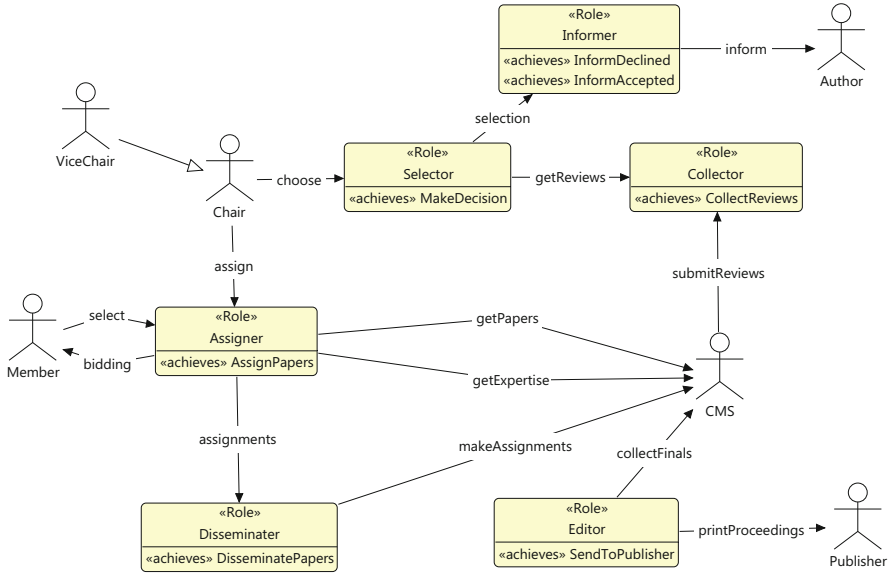 «Role»
Informer
«achieves» InformDeclined
«achieves» InformAccepted
inform
Author
ViceChair
selection
Chair
choose
«Role»
Selector
«achieves» MakeDecision
getReviews
«Role»
Collector
«achieves» CollectReviews
assign
submitReviews
Member
select
bidding
«Role»
Assigner
«achieves» AssignPapers
getPapers
getExpertise
CMS
assignments
makeAssignments
collectFinals
«Role»
Disseminater
«achieves» DisseminatePapers
«Role»
Editor
«achieves» SendToPublisher
printProceedings
Publisher